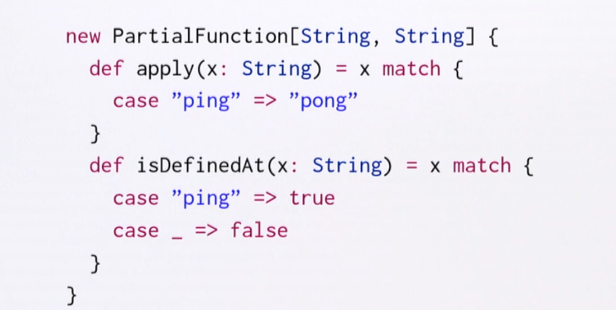 new PartialFunction[String, String] {
  def apply(x: String) = x match {
    case ”ping” => ”pong”
  }
  def isDefinedAt(x: String) = x match {
    case ”ping” => true
    case _ => false
  }
}